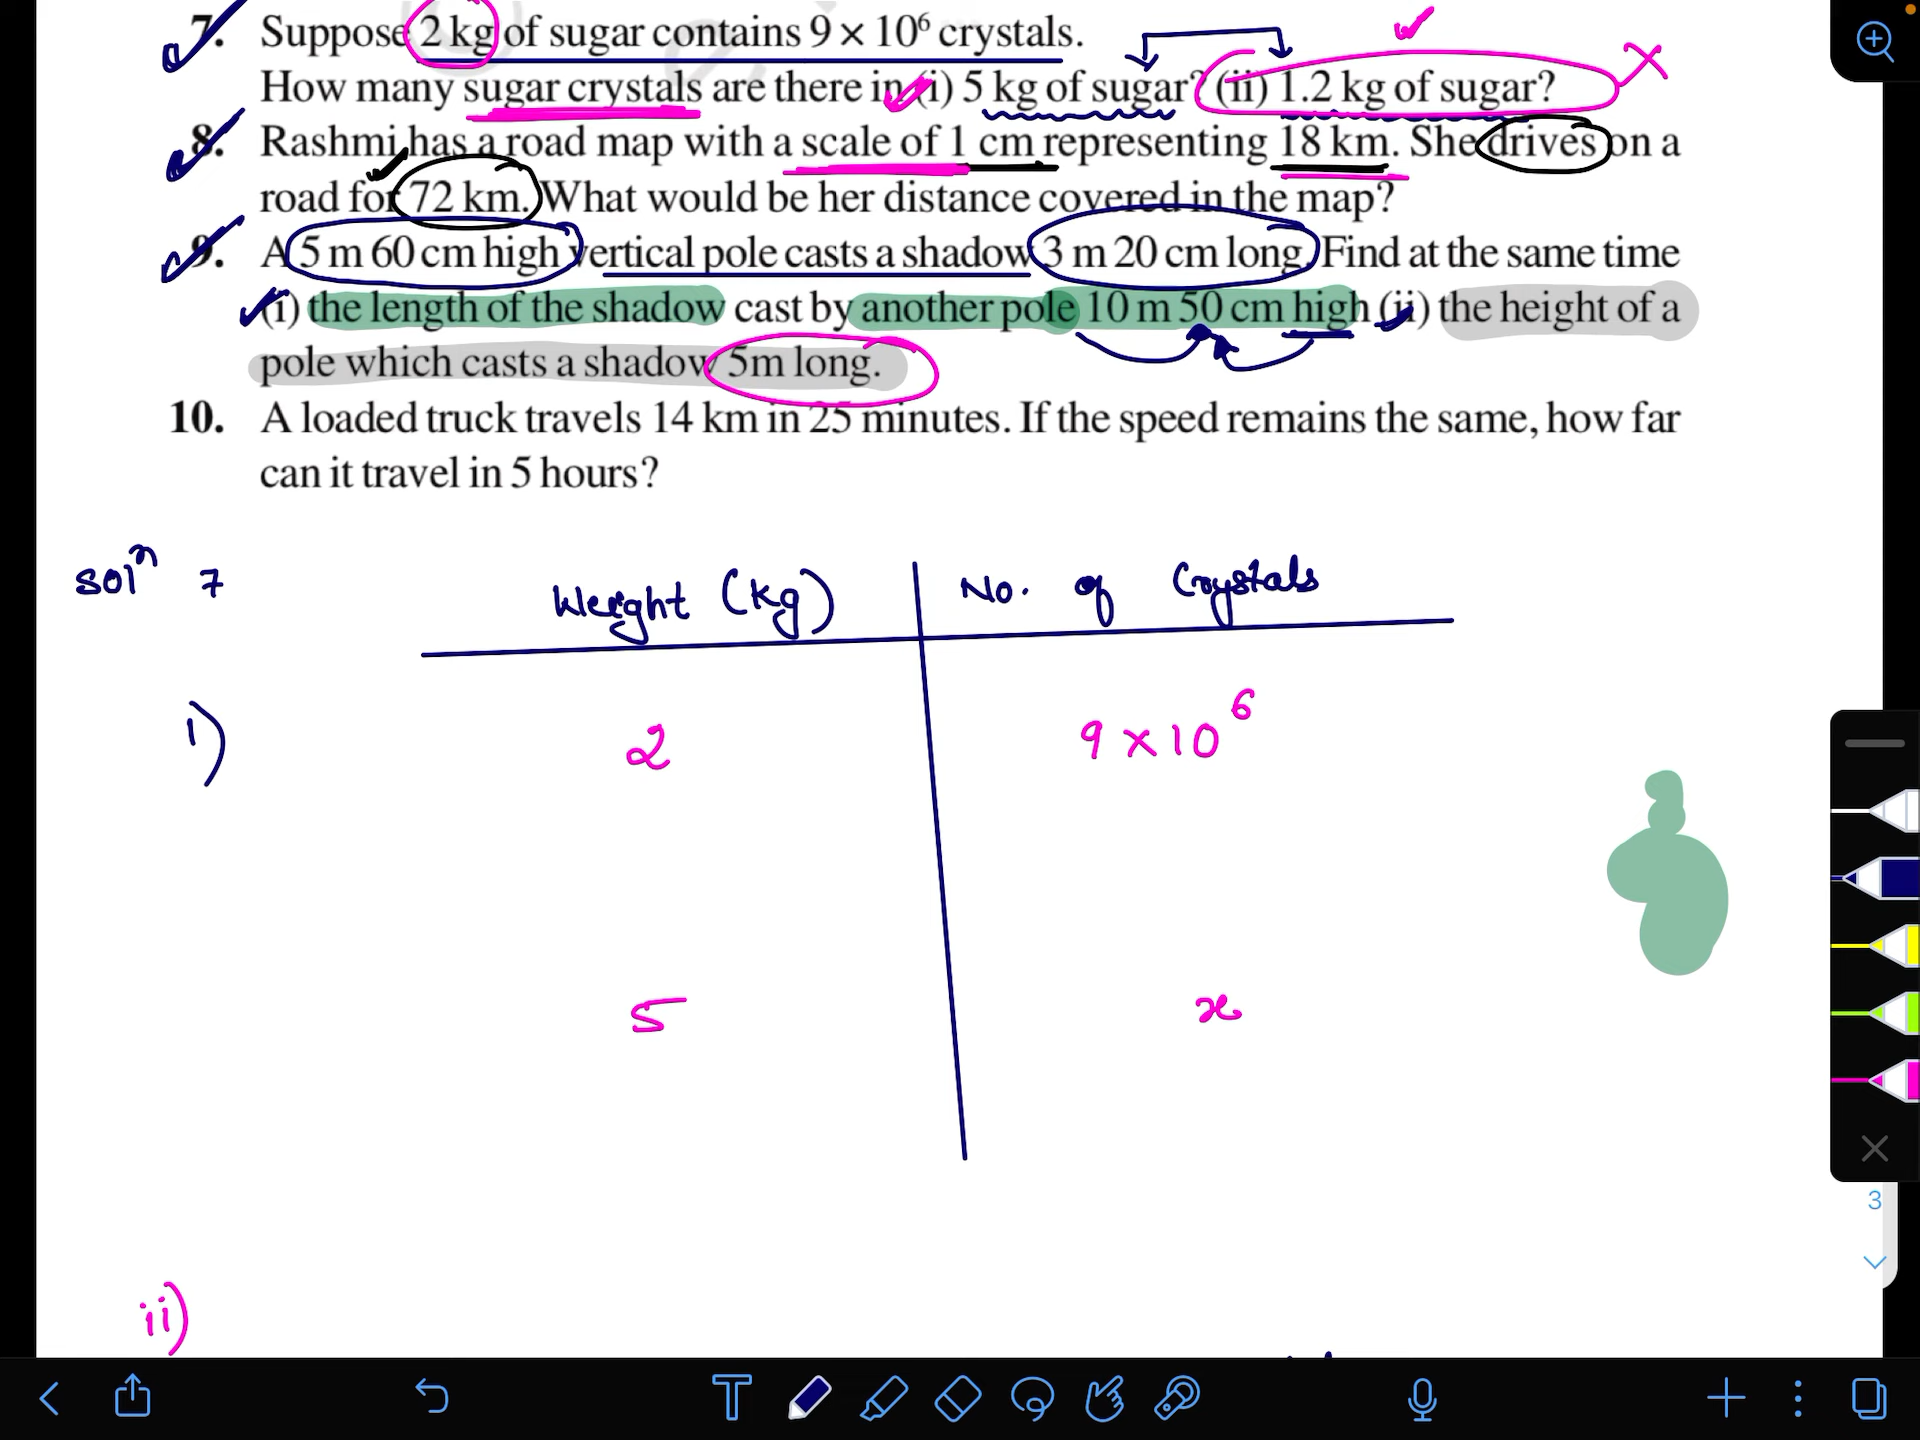 7. Suppose 2 kg of sugar contains 9 × 10⁶ crystals.
How many sugar crystals are there in (i) 5 kg of sugar? (ii) 1.2 kg of sugar?
8. Rashmi has a road map with a scale of 1 cm representing 18 km. She drives on a
road for 72 km. What would be her distance covered in the map?
9. A 5 m 60 cm high vertical pole casts a shadow 3 m 20 cm long. Find at the same time
(i) the length of the shadow cast by another pole 10 m 50 cm high (ii) the height of a
pole which casts a shadow 5m long.
10. A loaded truck travels 14 km in 25 minutes. If the speed remains the same, how far
can it travel in 5 hours?
Solⁿ 7
Weight (kg) No. of Crystals
i) 2 9 × 10⁶
5 x
3
ii)